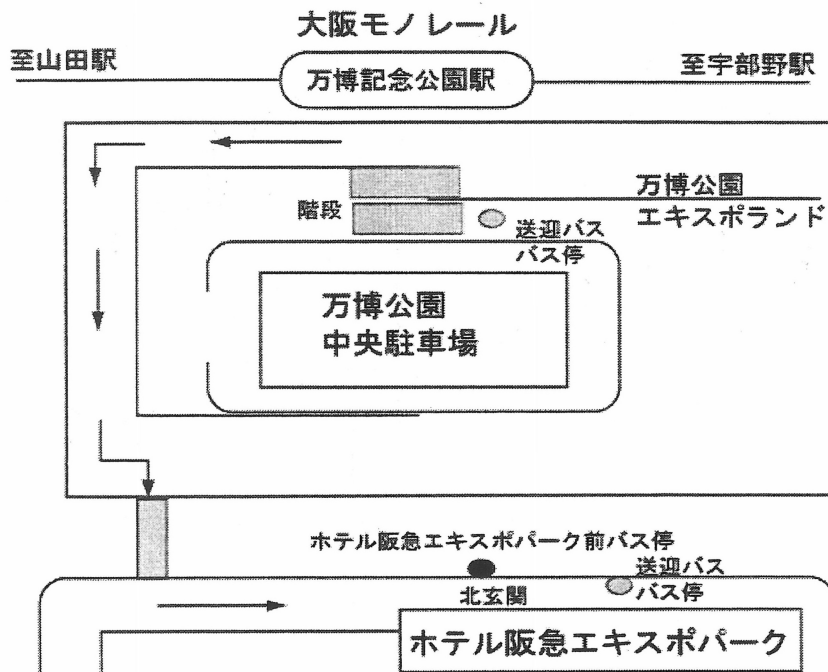 大阪モノレール
至山田駅
万博記念公園駅
至宇部野駅
万博公園
エキスポランド
階段
送迎バス
バス停
万博公園
中央駐車場
ホテル阪急エキスポパーク前バス停
送迎バス
バス停
北玄関
ホテル阪急エキスポパーク